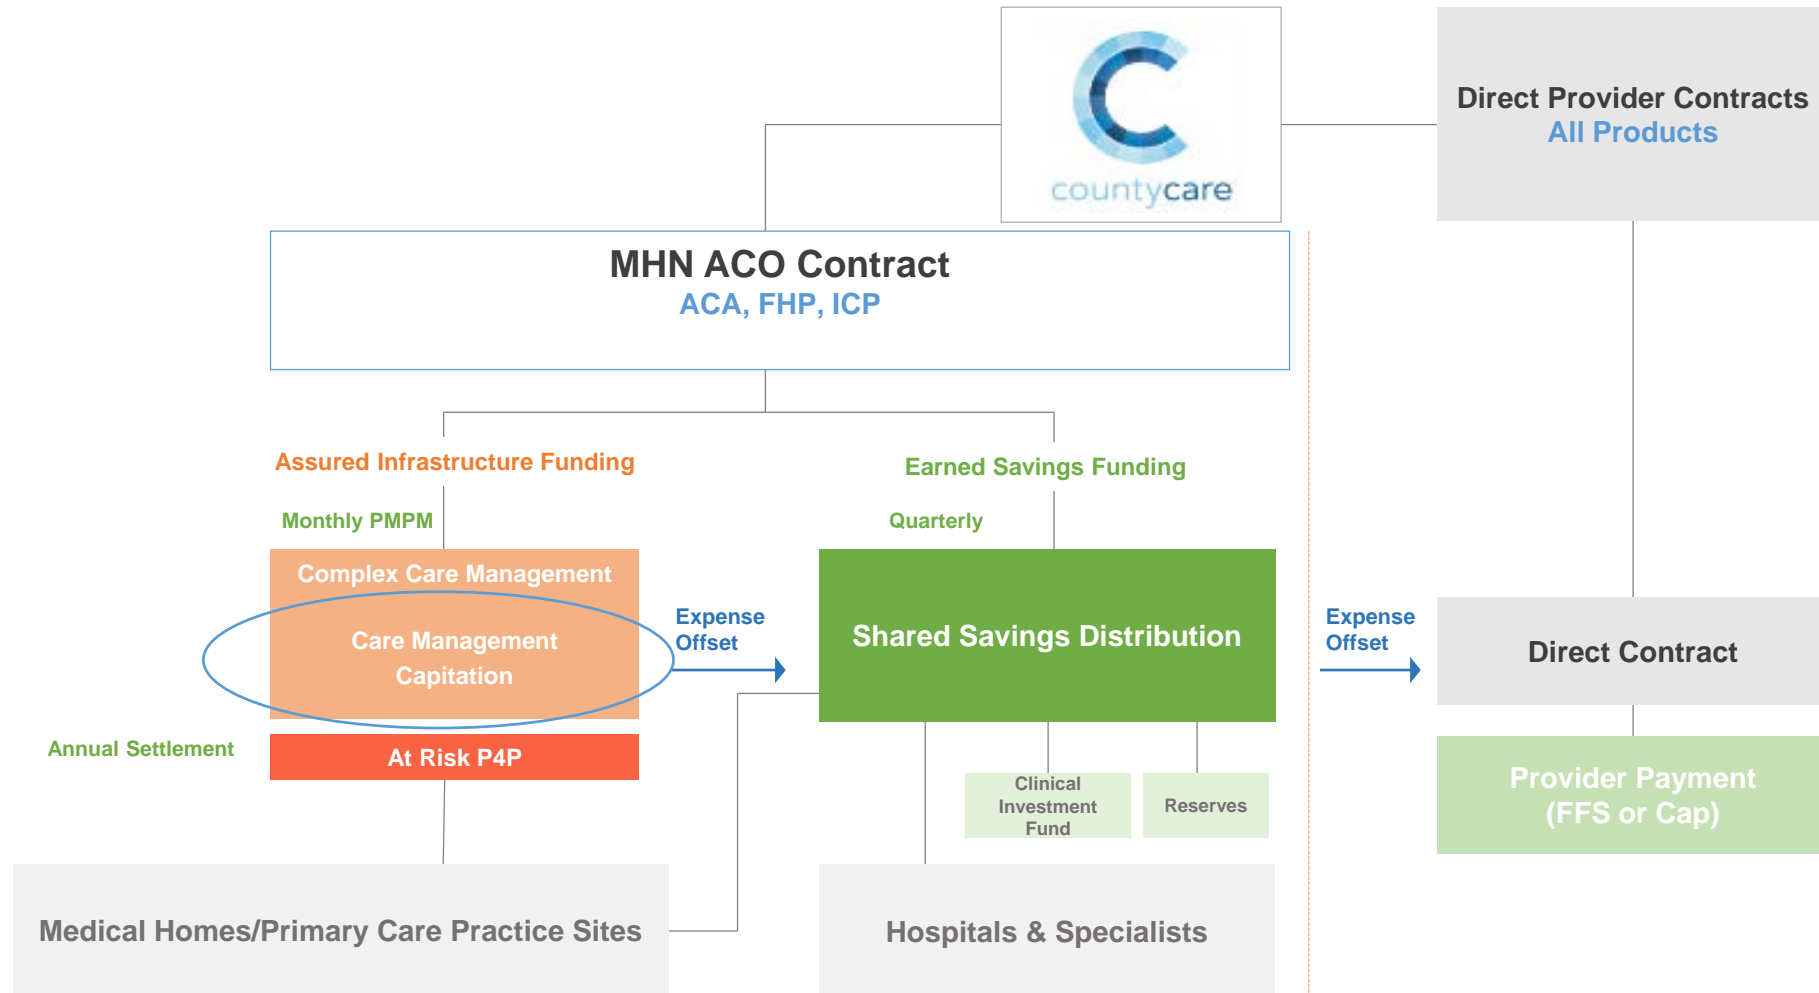 countycare
Direct Provider Contracts
All Products
MHN ACO Contract
ACA, FHP, ICP
Assured Infrastructure Funding
Earned Savings Funding
Monthly PMPM
Quarterly
Complex Care Management
Care Management
Capitation
Expense
Offset
Shared Savings Distribution
Expense
Offset
Direct Contract
Annual Settlement
At Risk P4P
Clinical
Investment
Fund
Reserves
Provider Payment
(FFS or Cap)
Medical Homes/Primary Care Practice Sites
Hospitals & Specialists